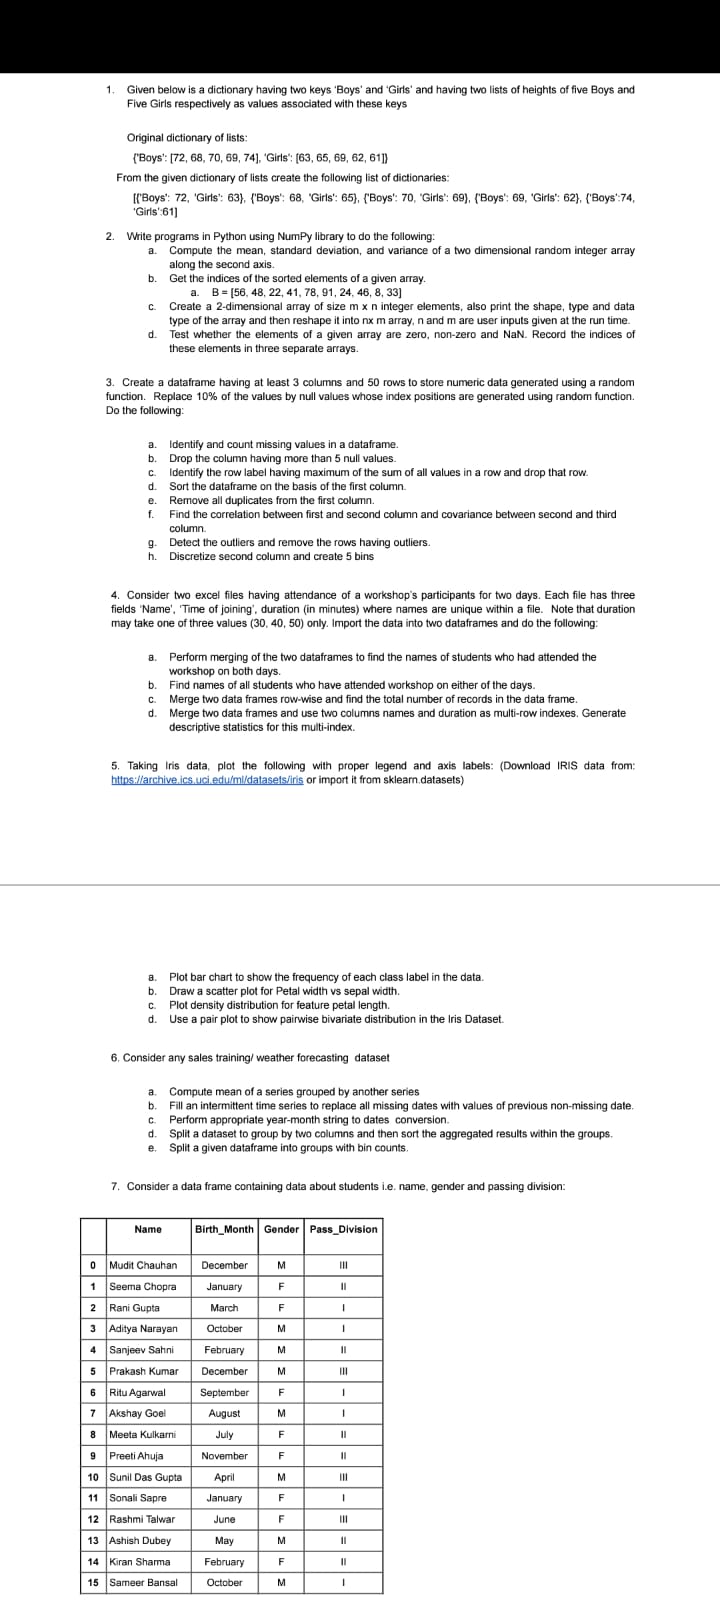 1. Given below is a dictionary having two keys 'Boys' and 'Girls' and having two lists of heights of five Boys and
Five Girls respectively as values associated with these keys
Original dictionary of lists:
{'Boys': [72, 68, 70, 69, 74], 'Girls': [63, 65, 69, 62, 61]}
From the given dictionary of lists create the following list of dictionaries:
[{'Boys': 72, 'Girls': 63}, {'Boys': 68, 'Girls': 65}, {'Boys': 70, 'Girls': 69}, {'Boys': 69, 'Girls': 62}, {'Boys':74,
'Girls':61]
2. Write programs in Python using NumPy library to do the following:
a. Compute the mean, standard deviation, and variance of a two dimensional random integer array
along the second axis.
b. Get the indices of the sorted elements of a given array.
a. B = [56, 48, 22, 41, 78, 91, 24, 46, 8, 33]
c. Create a 2-dimensional array of size m x n integer elements, also print the shape, type and data
type of the array and then reshape it into nx m array, n and m are user inputs given at the run time.
d. Test whether the elements of a given array are zero, non-zero and NaN. Record the indices of
these elements in three separate arrays.
3. Create a dataframe having at least 3 columns and 50 rows to store numeric data generated using a random
function. Replace 10% of the values by null values whose index positions are generated using random function.
Do the following:
a. Identify and count missing values in a dataframe.
b. Drop the column having more than 5 null values.
c. Identify the row label having maximum of the sum of all values in a row and drop that row.
d. Sort the dataframe on the basis of the first column.
e. Remove all duplicates from the first column.
f. Find the correlation between first and second column and covariance between second and third
column.
g. Detect the outliers and remove the rows having outliers.
h. Discretize second column and create 5 bins
4. Consider two excel files having attendance of a workshop's participants for two days. Each file has three
fields 'Name', 'Time of joining', duration (in minutes) where names are unique within a file. Note that duration
may take one of three values (30, 40, 50) only. Import the data into two dataframes and do the following:
a. Perform merging of the two dataframes to find the names of students who had attended the
workshop on both days.
b. Find names of all students who have attended workshop on either of the days.
c. Merge two data frames row-wise and find the total number of records in the data frame.
d. Merge two data frames and use two columns names and duration as multi-row indexes. Generate
descriptive statistics for this multi-index.
5. Taking Iris data, plot the following with proper legend and axis labels: (Download IRIS data from:
https://archive.ics.uci.edu/ml/datasets/iris or import it from sklearn.datasets)
a. Plot bar chart to show the frequency of each class label in the data.
b. Draw a scatter plot for Petal width vs sepal width.
c. Plot density distribution for feature petal length.
d. Use a pair plot to show pairwise bivariate distribution in the Iris Dataset.
6. Consider any sales training/ weather forecasting dataset
a. Compute mean of a series grouped by another series
b. Fill an intermittent time series to replace all missing dates with values of previous non-missing date.
c. Perform appropriate year-month string to dates conversion.
d. Split a dataset to group by two columns and then sort the aggregated results within the groups.
e. Split a given dataframe into groups with bin counts.
7. Consider a data frame containing data about students i.e. name, gender and passing division:
Name Birth_Month Gender Pass_Division
0 Mudit Chauhan December M III
1 Seema Chopra January F II
2 Rani Gupta March F I
3 Aditya Narayan October M I
4 Sanjeev Sahni February M II
5 Prakash Kumar December M III
6 Ritu Agarwal September F I
7 Akshay Goel August M I
8 Meeta Kulkarni July F II
9 Preeti Ahuja November F II
10 Sunil Das Gupta April M III
11 Sonali Sapre January F I
12 Rashmi Talwar June F III
13 Ashish Dubey May M II
14 Kiran Sharma February F II
15 Sameer Bansal October M I